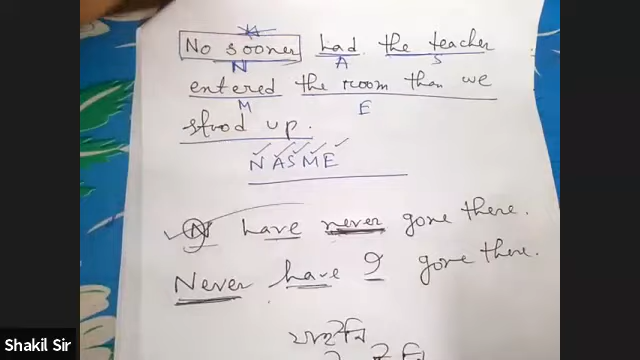 No sooner had the teacher
N A S
entered the room than we
M E
stood up.
N A S M E
I have never gone there.
Never have I gone there.
যাইনি
Shakil Sir